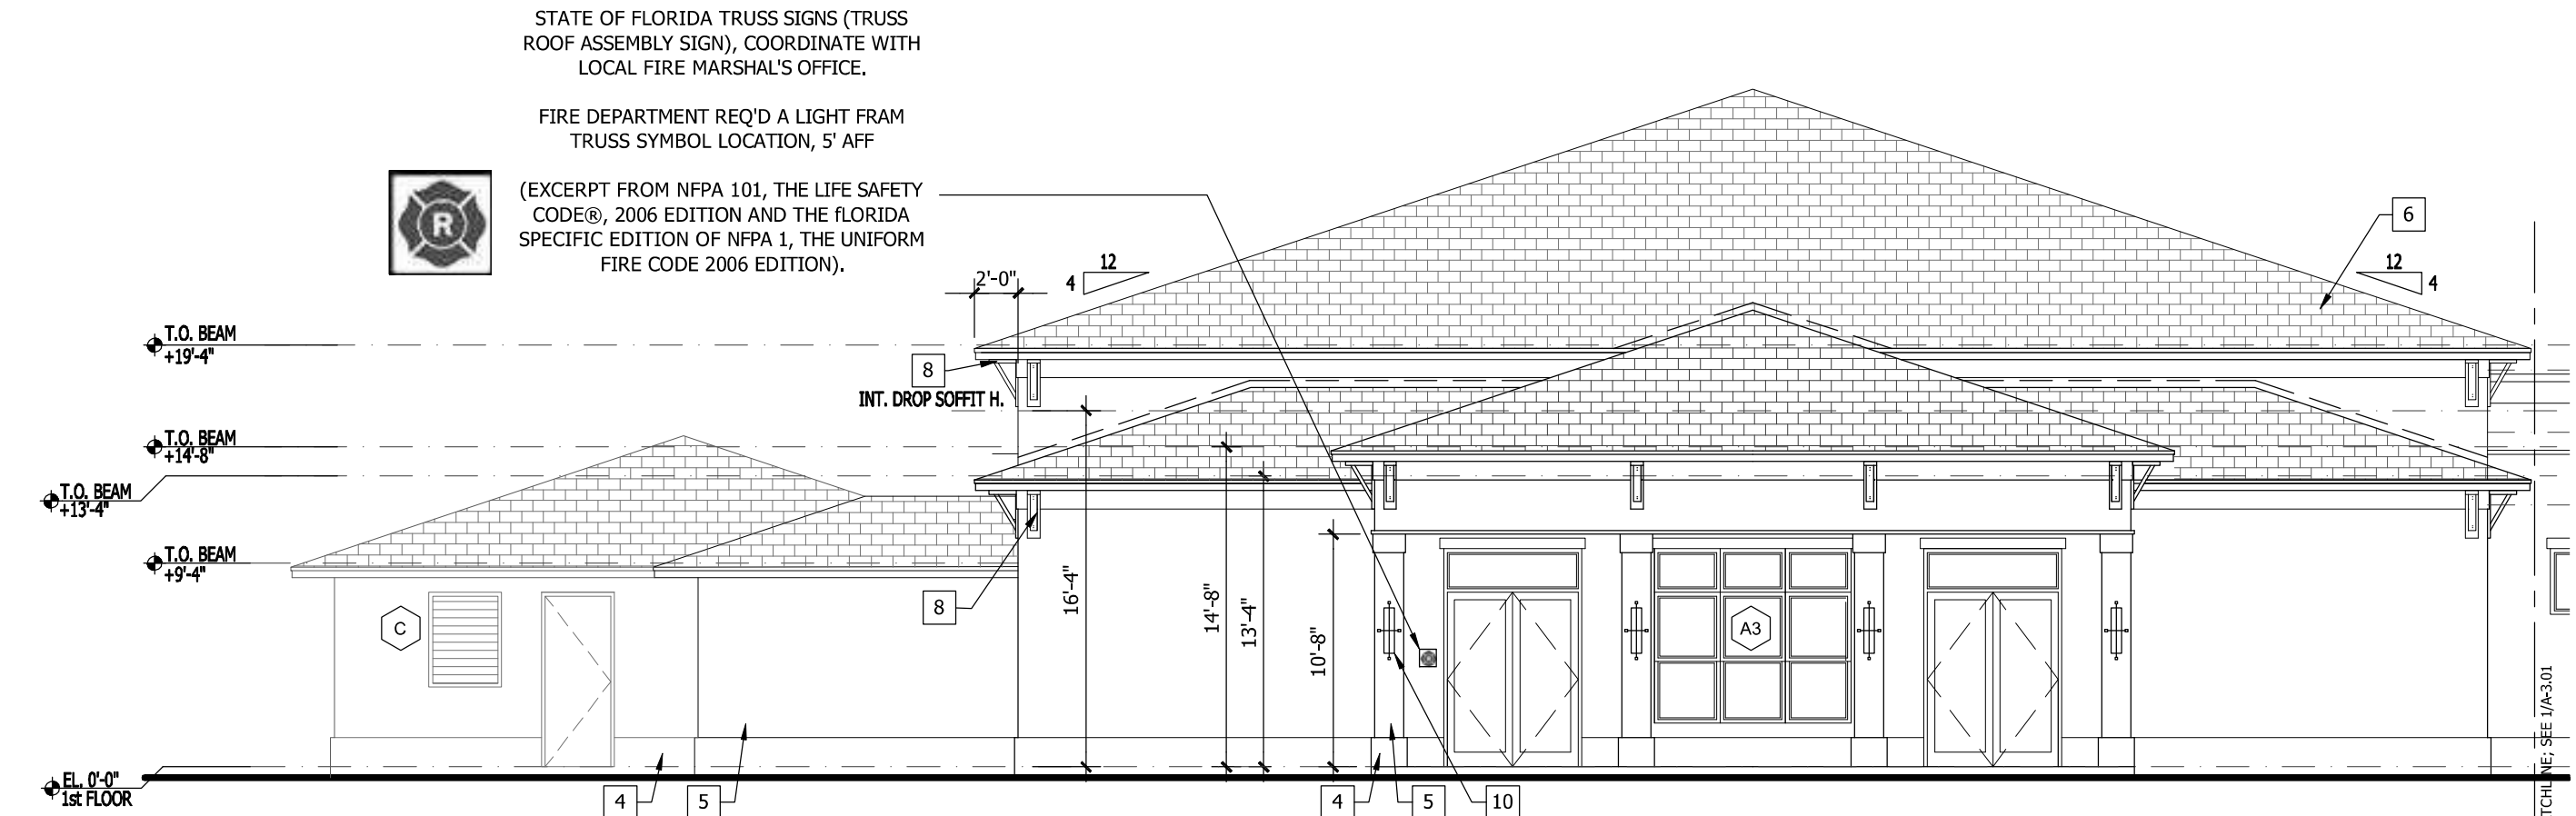 STATE OF FLORIDA TRUSS SIGNS (TRUSS
ROOF ASSEMBLY SIGN), COORDINATE WITH
LOCAL FIRE MARSHAL'S OFFICE.
FIRE DEPARTMENT REQ'D A LIGHT FRAM
TRUSS SYMBOL LOCATION, 5' AFF
R
(EXCERPT FROM NFPA 101, THE LIFE SAFETY
CODE®, 2006 EDITION AND THE fLORIDA
SPECIFIC EDITION OF NFPA 1, THE UNIFORM
FIRE CODE 2006 EDITION).
6
12
4
12
4
2'-0"
T.O. BEAM
+19'-4"
8
INT. DROP SOFFIT H.
T.O. BEAM
+14'-8"
T.O. BEAM
+13'-4"
T.O. BEAM
+9'-4"
16'-4"
14'-8"
13'-4"
10'-8"
8
C
A3
EL. 0'-0"
1st FLOOR
4
5
4
5
10
TCHLINE; SEE 1/A-3.01